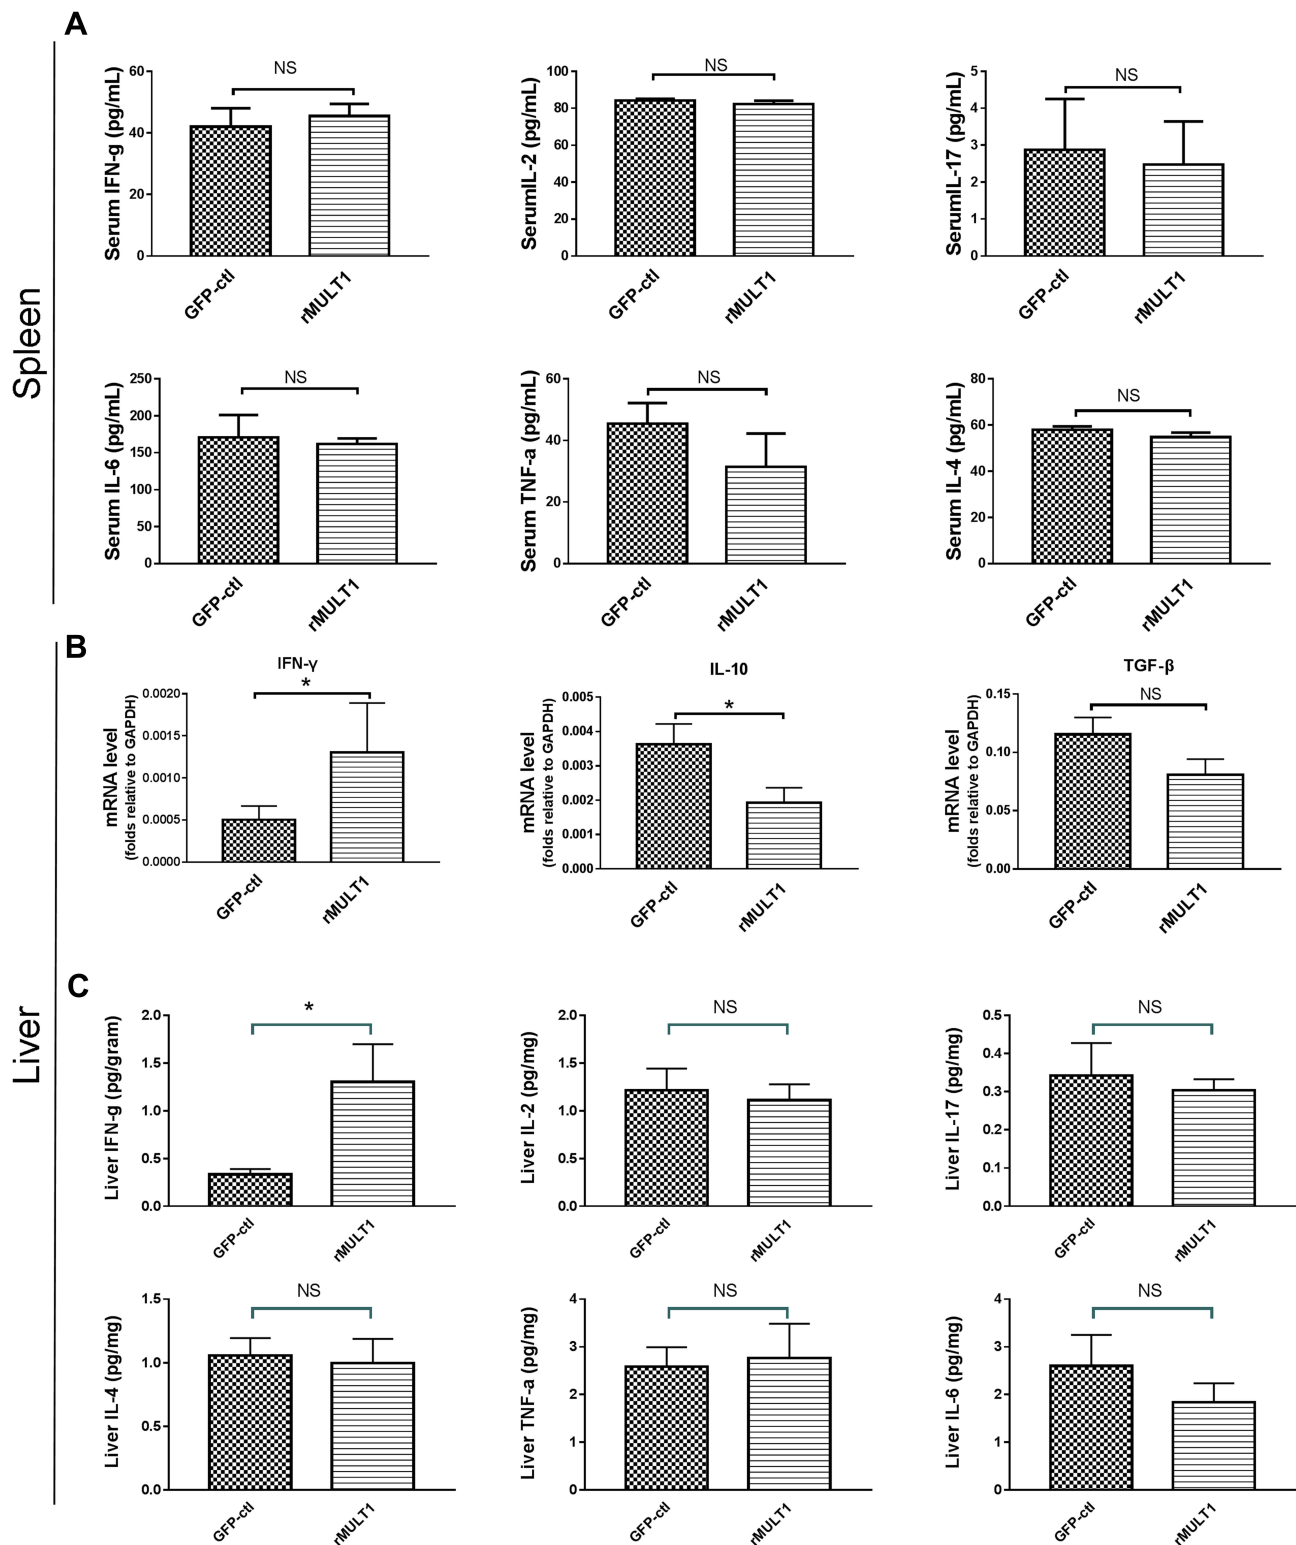 A
Spleen
NS
Serum IFN-g (pg/mL)
60
40
20
0
GFP-ctl
rMULT1
NS
SerumIL-2 (pg/mL)
100
80
60
40
20
0
GFP-ctl
rMULT1
NS
SerumIL-17 (pg/mL)
5
4
3
2
1
0
GFP-ctl
rMULT1
NS
Serum IL-6 (pg/mL)
250
200
150
100
50
0
GFP-ctl
rMULT1
NS
Serum TNF-a (pg/mL)
60
40
20
0
GFP-ctl
rMULT1
NS
Serum IL-4 (pg/mL)
80
60
40
20
0
GFP-ctl
rMULT1
Liver
B
IFN-γ
*
mRNA level
(folds relative to GAPDH)
0.0020
0.0015
0.0010
0.0005
0.0000
GFP-ctl
rMULT1
IL-10
*
mRNA level
(folds relative to GAPDH)
0.005
0.004
0.003
0.002
0.001
0.000
GFP-ctl
rMULT1
TGF-β
NS
mRNA level
(folds relative to GAPDH)
0.15
0.10
0.05
0.00
GFP-ctl
rMULT1
C
*
Liver IFN-g (pg/gram)
2.0
1.5
1.0
0.5
0.0
GFP-ctl
rMULT1
NS
Liver IL-2 (pg/mg)
2.0
1.5
1.0
0.5
0.0
GFP-ctl
rMULT1
NS
Liver IL-17 (pg/mg)
0.5
0.4
0.3
0.2
0.1
0.0
GFP-ctl
rMULT1
NS
Liver IL-4 (pg/mg)
1.5
1.0
0.5
0.0
GFP-ctl
rMULT1
NS
Liver TNF-a (pg/mg)
4
3
2
1
0
GFP-ctl
rMULT1
NS
Liver IL-6 (pg/mg)
4
3
2
1
0
GFP-ctl
rMULT1